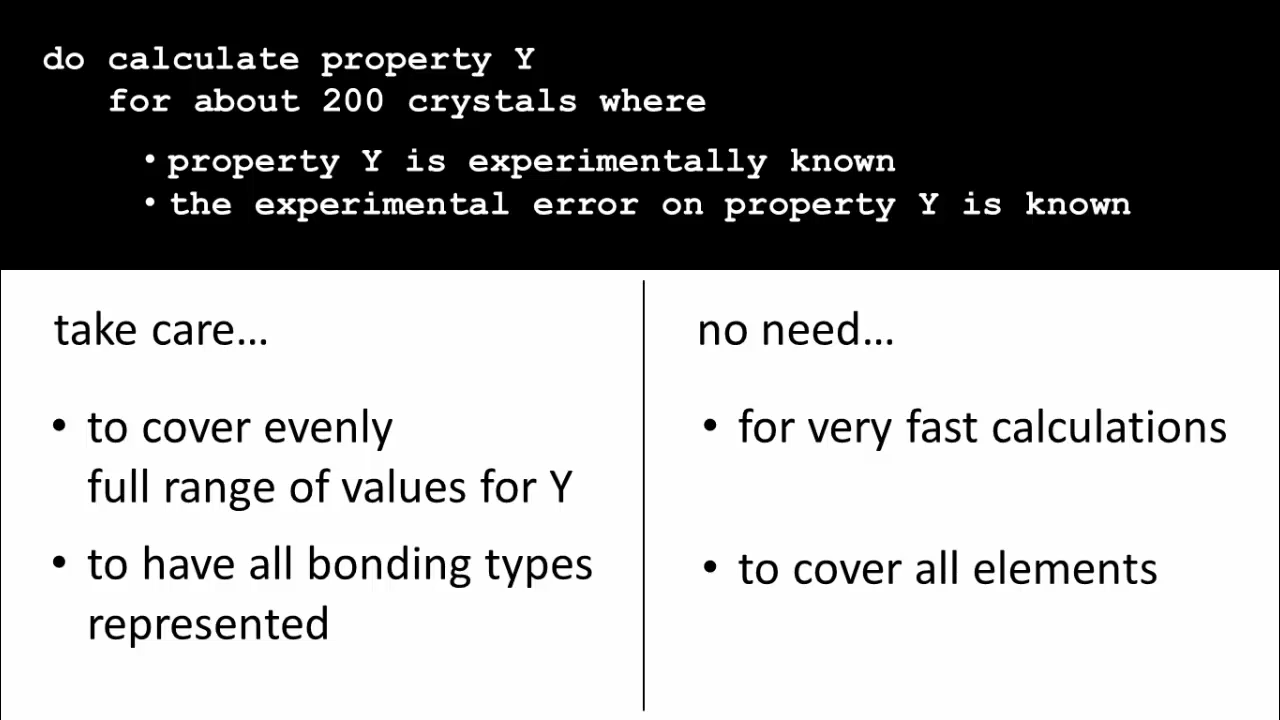 do calculate property Y
for about 200 crystals where
• property Y is experimentally known
• the experimental error on property Y is known
take care…
• to cover evenly
full range of values for Y
• to have all bonding types
represented
no need…
• for very fast calculations
• to cover all elements